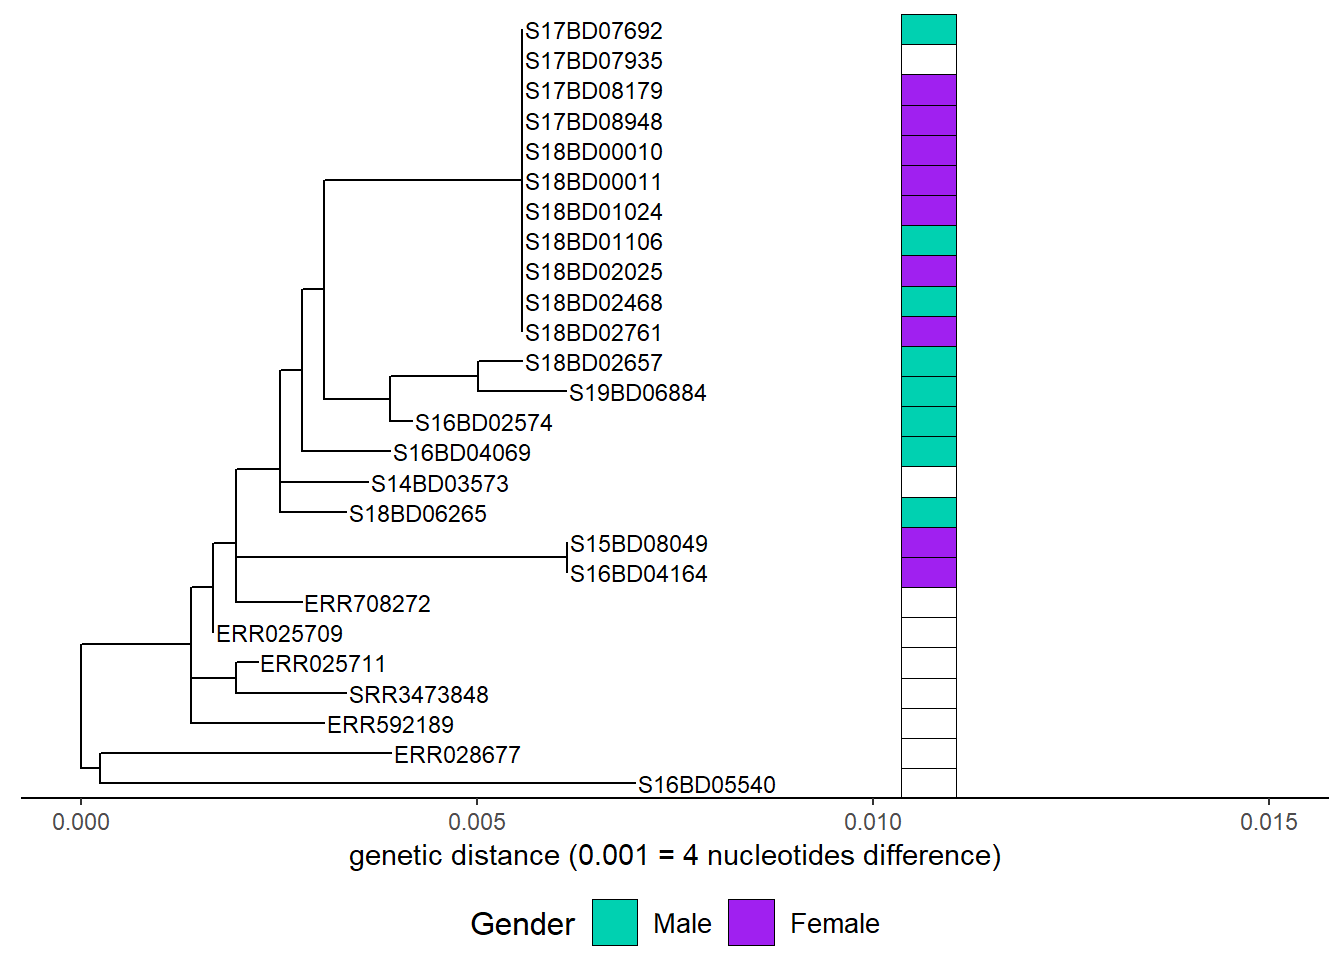 S17BD07692
S17BD07935
S17BD08179
S17BD08948
S18BD00010
S18BD00011
S18BD01024
S18BD01106
S18BD02025
S18BD02468
S18BD02761
S18BD02657
S19BD06884
S16BD02574
S16BD04069
S14BD03573
S18BD06265
S15BD08049
S16BD04164
ERR708272
ERR025709
ERR025711
SRR3473848
ERR592189
ERR028677
S16BD05540
0.000 0.005 0.010 0.015
genetic distance (0.001 = 4 nucleotides difference)
Gender Male Female